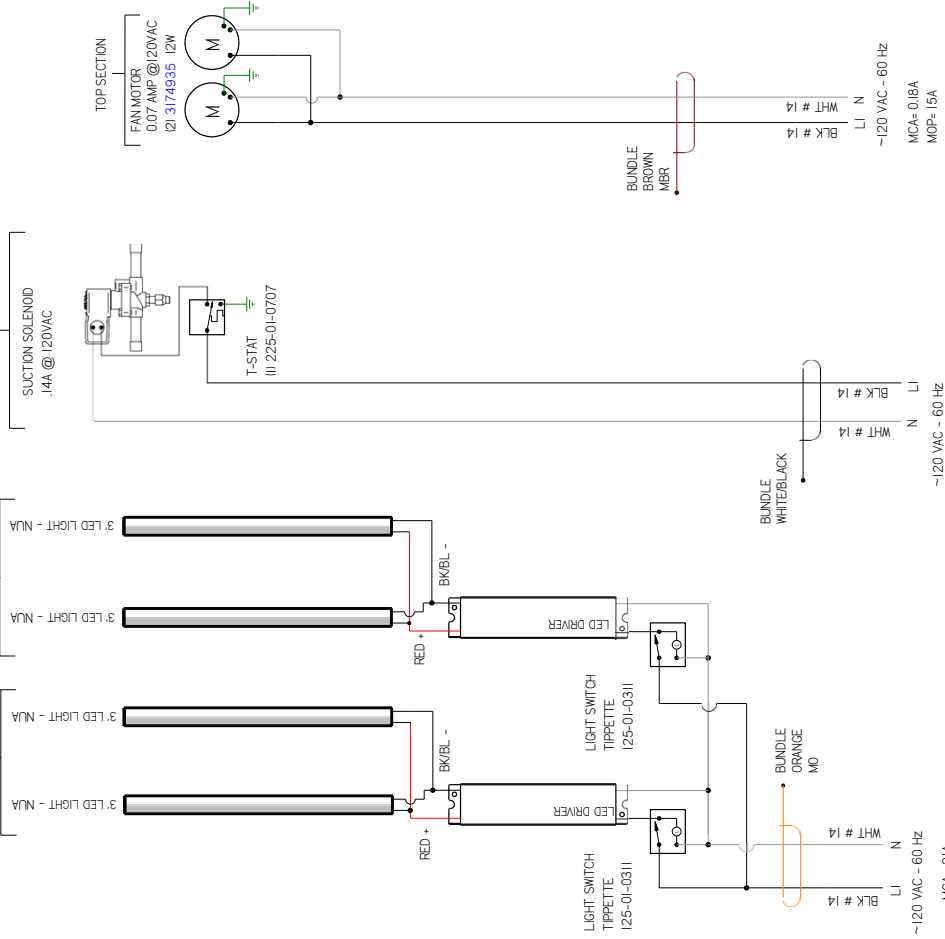 TOP SECTION
FAN MOTOR
0.07 AMP @120VAC
(2) 3174935 12W
M
M
BUNDLE
BROWN
MBR
WHT # 14
BLK # 14
N
L1
~120 VAC - 60 Hz
MCA= 0.18A
MOP= 15A
SUCTION SOLENOID
.14A @ 120VAC
T-STAT
(1) 225-01-0707
BUNDLE
WHITE/BLACK
BLK # 14
WHT # 14
L1
N
~120 VAC - 60 Hz
3' LED LIGHT - NUA
3' LED LIGHT - NUA
BK/BL -
RED +
LED DRIVER
LIGHT SWITCH
TIPPETTE
125-01-0311
3' LED LIGHT - NUA
3' LED LIGHT - NUA
BK/BL -
RED +
LED DRIVER
LIGHT SWITCH
TIPPETTE
125-01-0311
BUNDLE
ORANGE
MO
WHT # 14
BLK # 14
N
L1
~120 VAC - 60 Hz